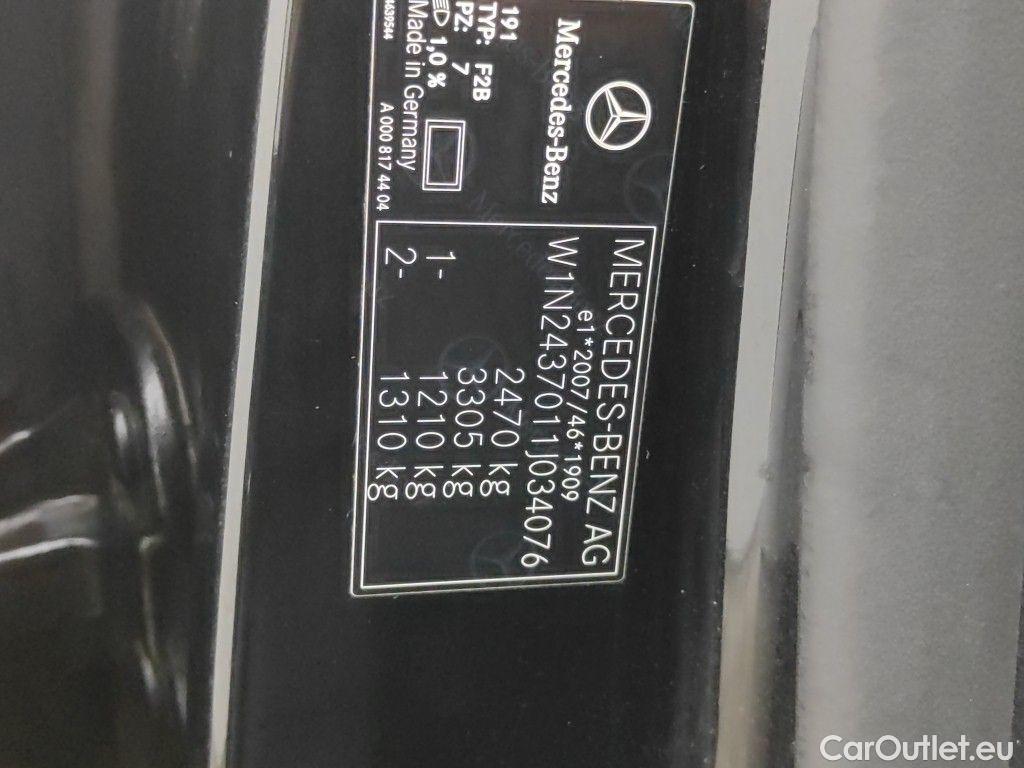 MERCEDES-BENZ AG
e1*2007/46*1909
W1N2437011J034076
2470 kg
3305 kg
1- 1210 kg
2- 1310 kg
Mercedes-Benz
191
TYP: F2B
PZ: 7
1,0 %
Made in Germany
A 000 817 44 04
4639544
CarOutlet.eu